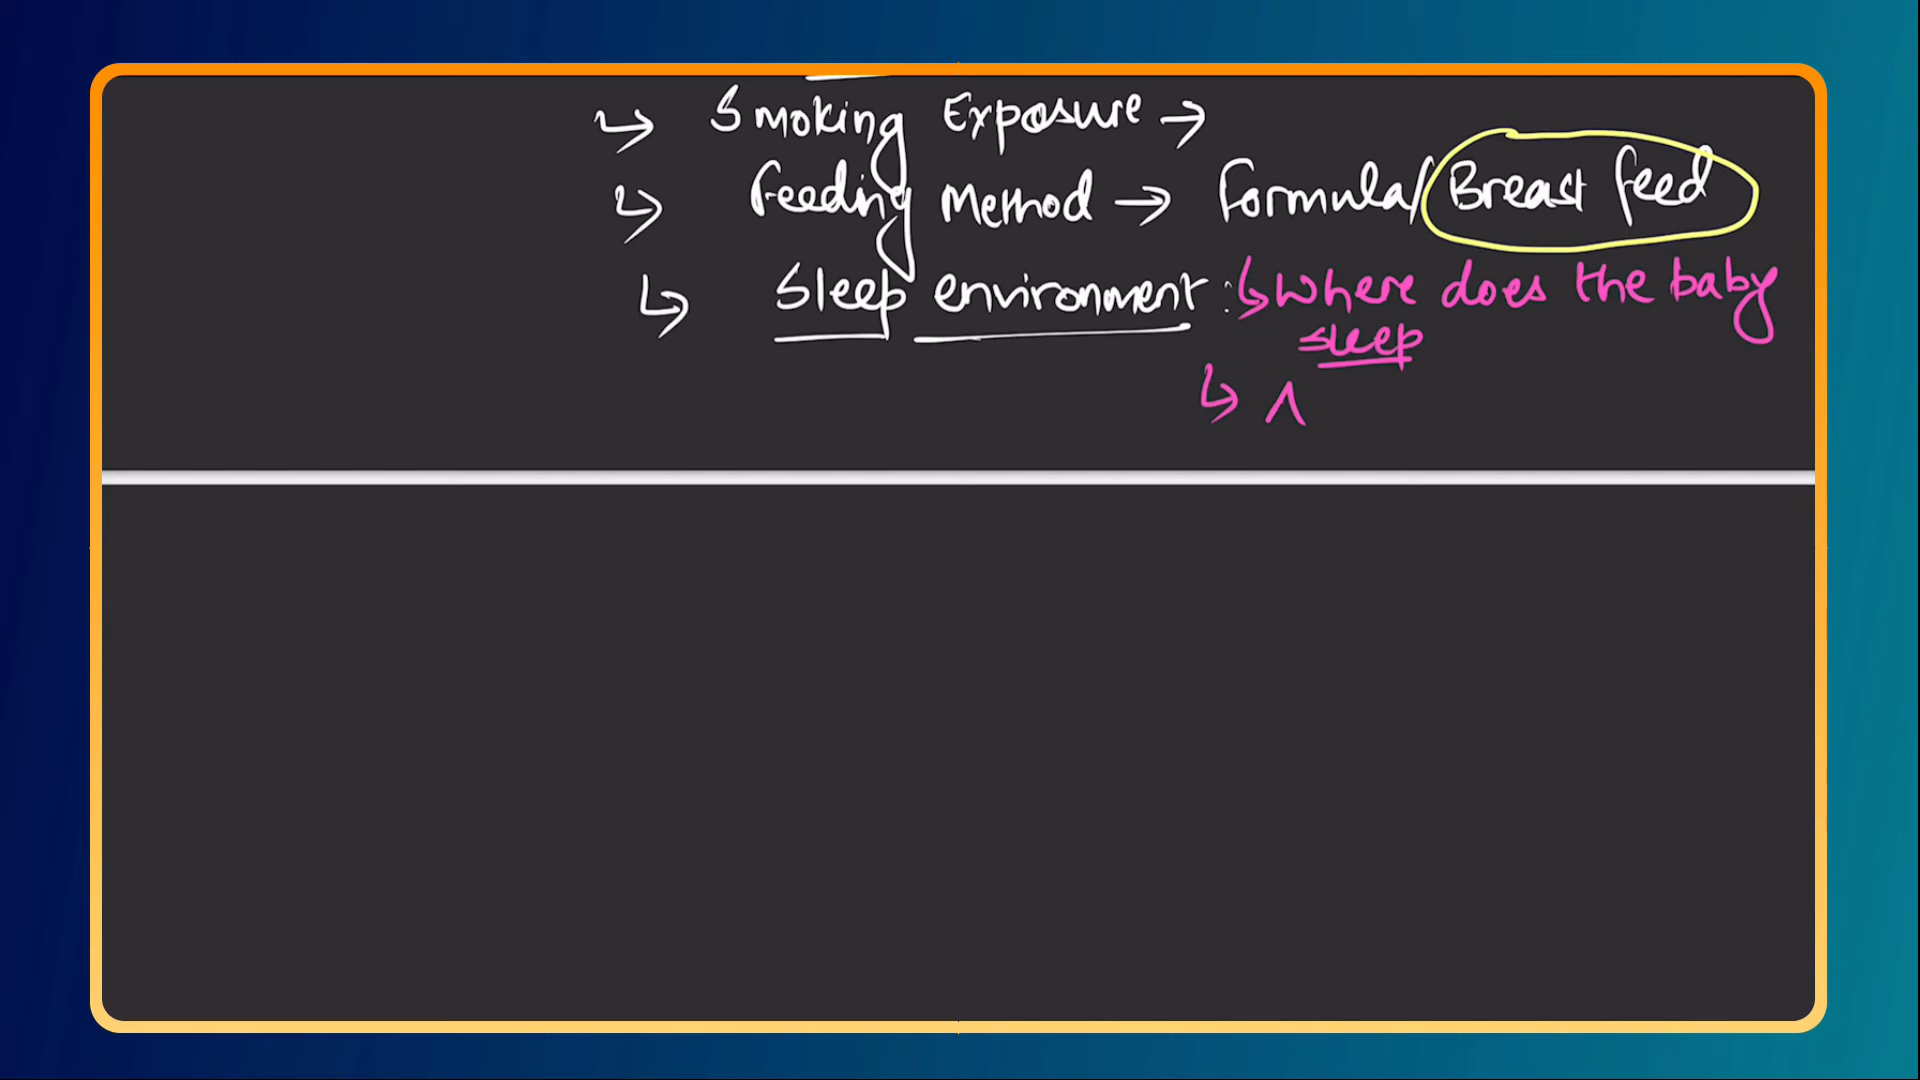 ↳ Smoking Exposure →
↳ Feeding Method → Formula/Breast feed
↳ Sleep environment : ↳ Where does the baby
sleep
↳